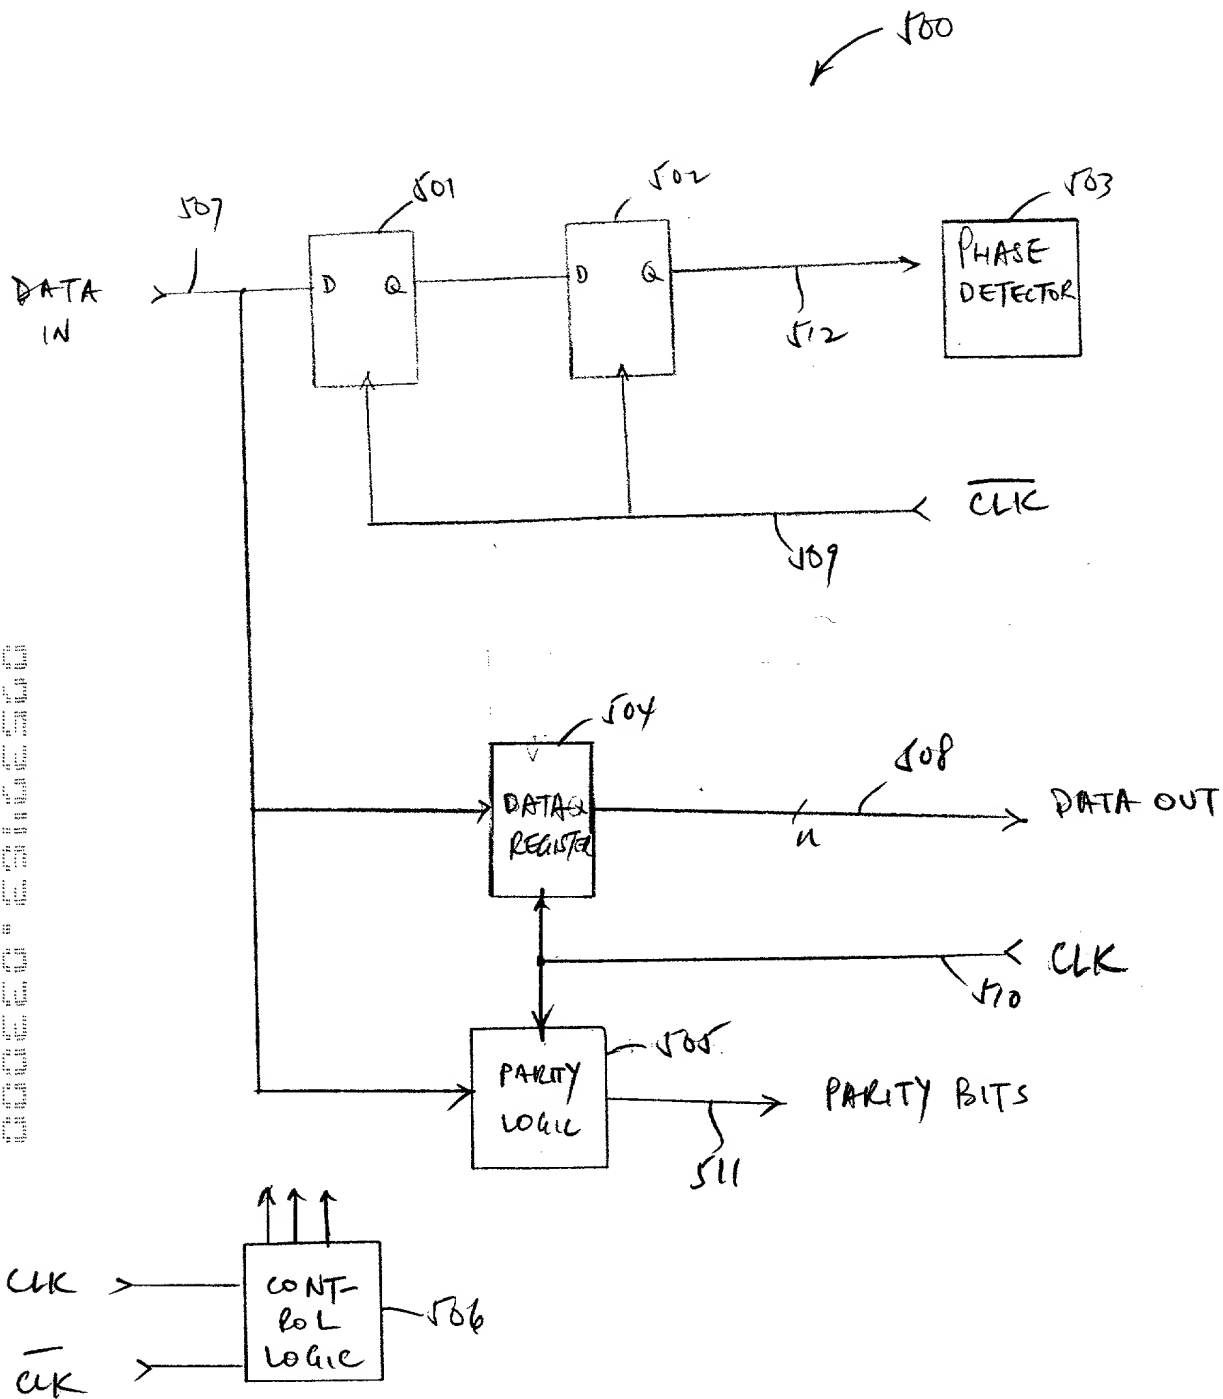 500
507
501
502
503
DATA
IN
D Q
D Q
PHASE
DETECTOR
512
CLK
509
504
508
DATA Q
REGISTER
n
DATA OUT
CLK
510
505
PARITY
LOGIC
PARITY BITS
511
CLK
CONT-
ROL
LOGIC
506
CLK